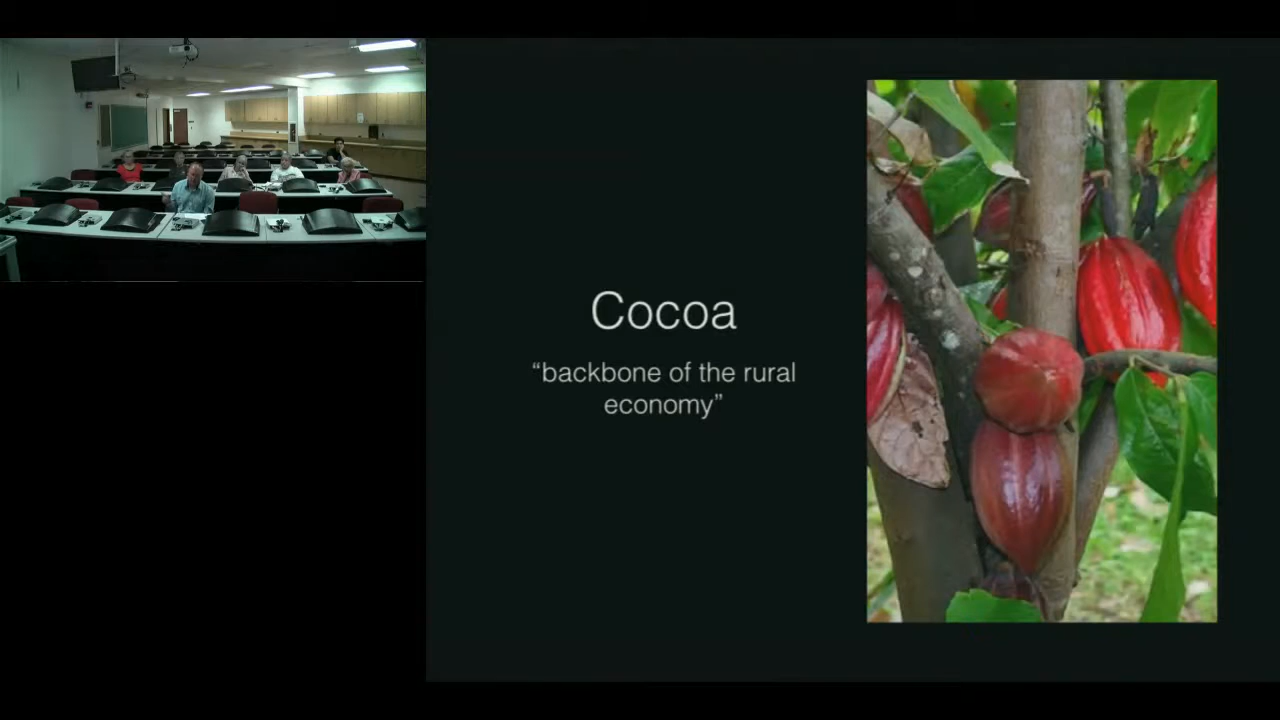 Cocoa
“backbone of the rural
economy”